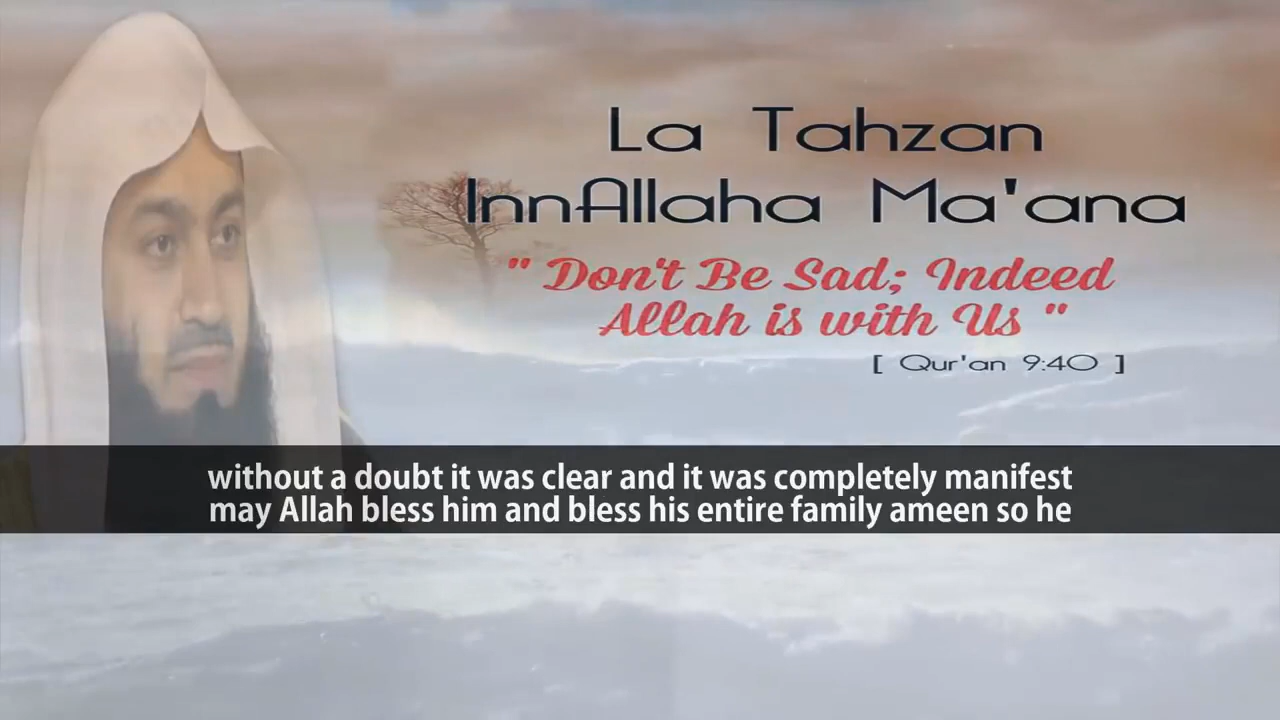 La Tahzan
InnAllaha Ma'ana
" Don't Be Sad; Indeed
Allah is with Us "
[ Qur'an 9:40 ]
without a doubt it was clear and it was completely manifest
may Allah bless him and bless his entire family ameen so he